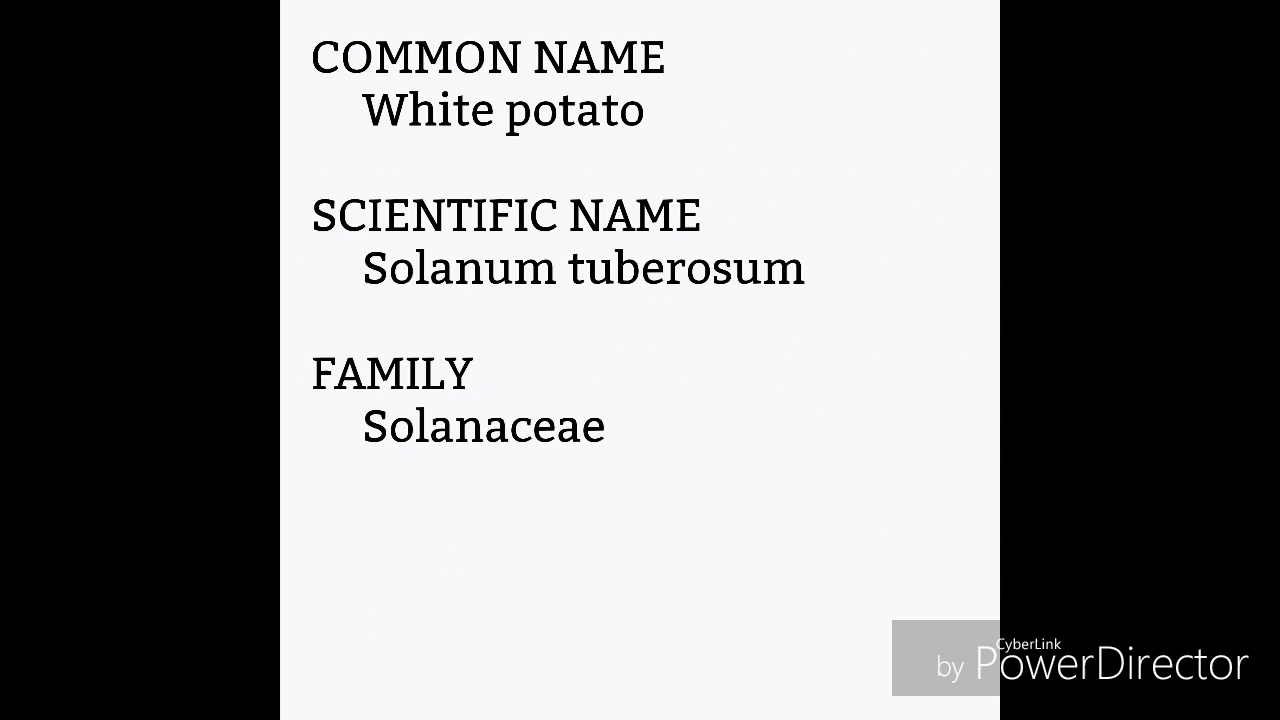 COMMON NAME
White potato
SCIENTIFIC NAME
Solanum tuberosum
FAMILY
Solanaceae
CyberLink
by PowerDirector